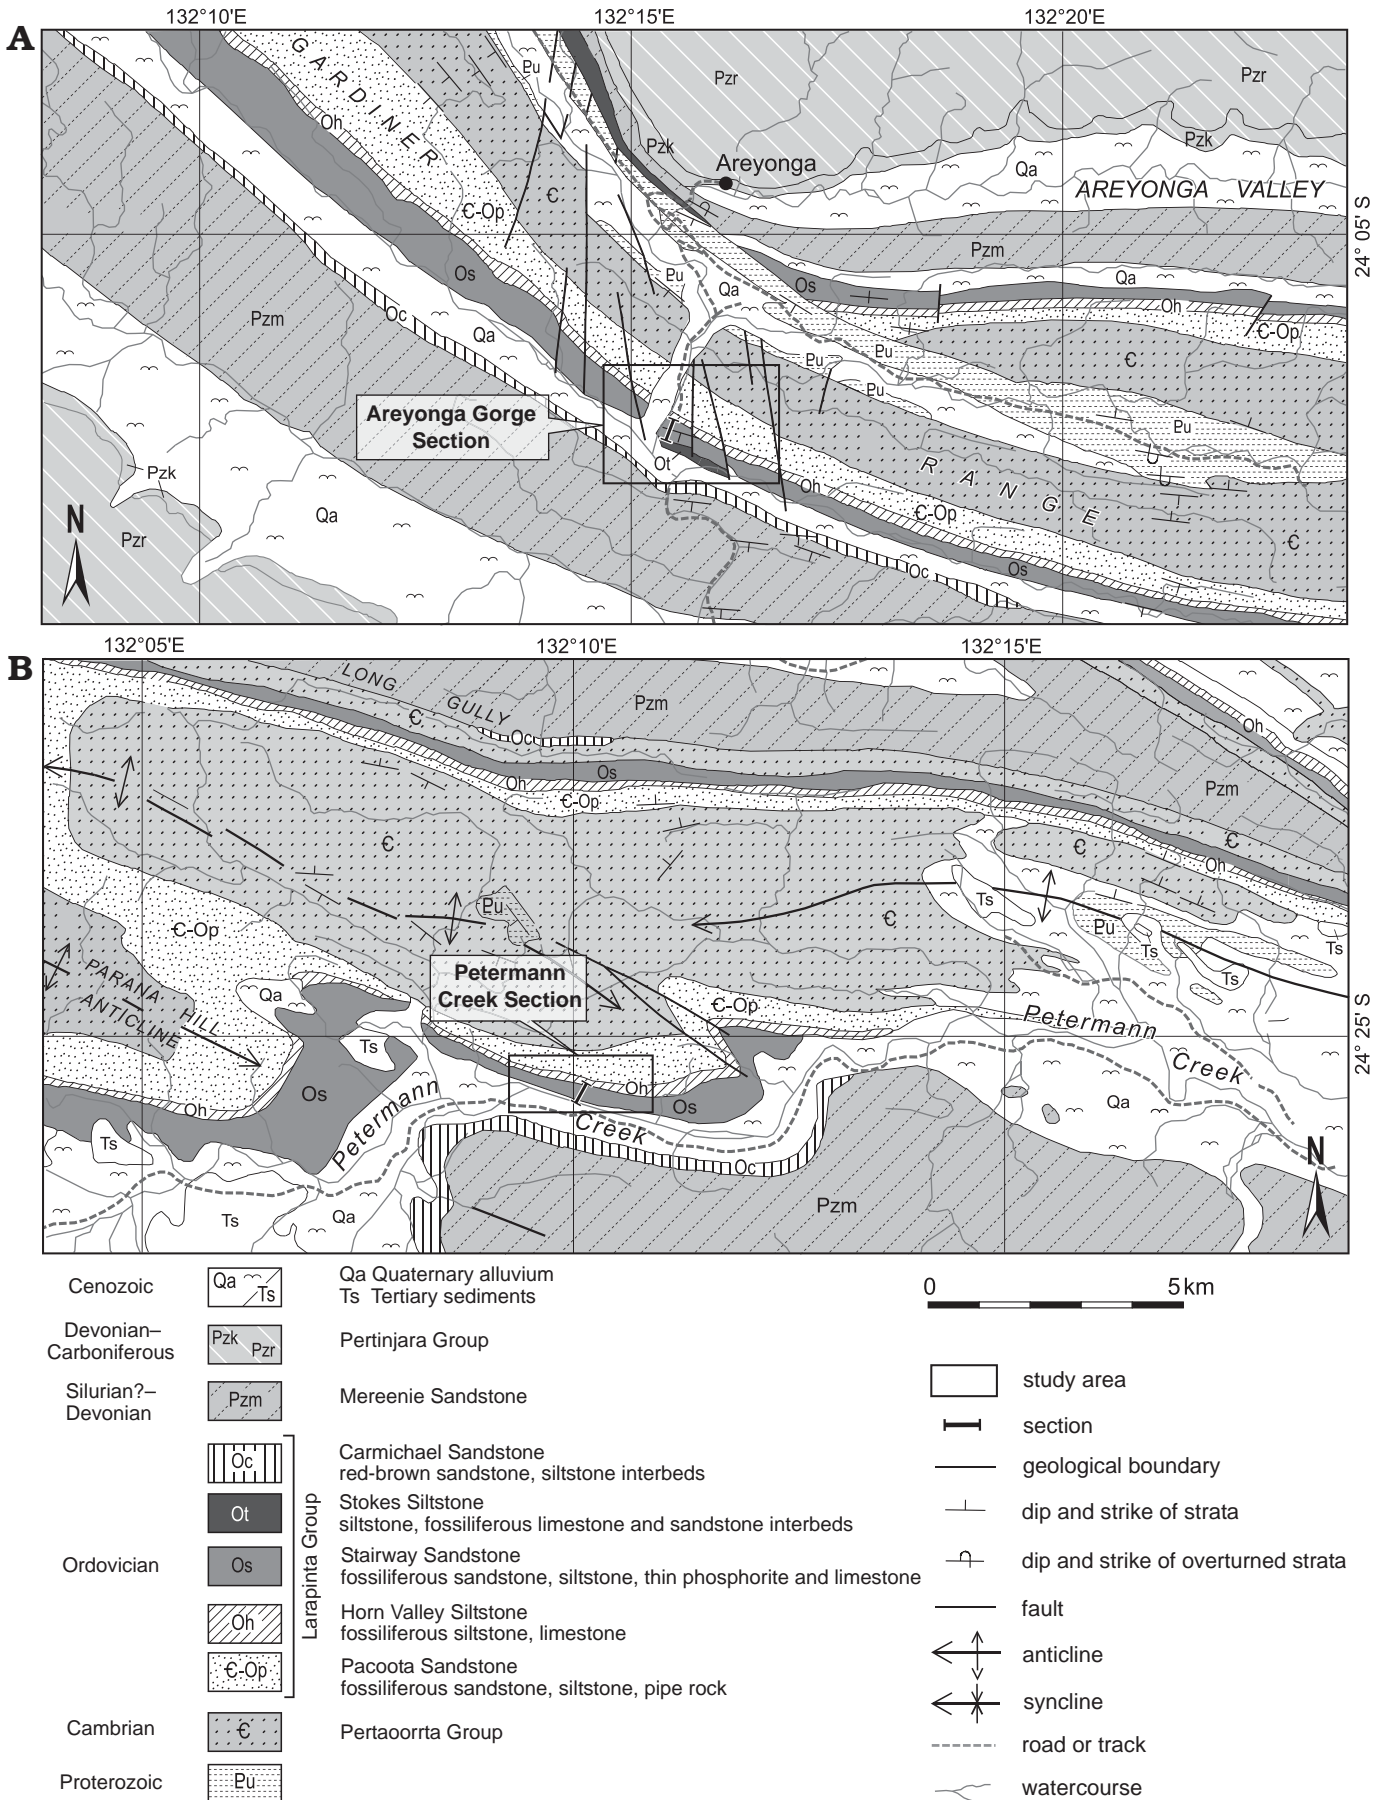 A
132°10'E
132°15'E
132°20'E
GARDINER
Pu
Pzr
Pzr
Oh
Pzk
Pzk
Areyonga
Qa
AREYONGA VALLEY
Ꞓ
Ꞓ-Op
24° 05' S
Pzm
Os
Pu
Qa
Os
Qa
Oh
Pzm
Oc
Qa
Ꞓ-Op
Pu
Pu
Ꞓ
Pu
Areyonga Gorge
Section
Pu
Ot
RANGE
Pzk
Oh
Ꞓ-Op
N
Qa
Pzr
Ꞓ
Os
Oc
B
132°05'E
132°10'E
132°15'E
LONG
GULLY
Pzm
Ꞓ
Oc
Oh
Os
Oh
Ꞓ-Op
Pzm
Ꞓ
Ꞓ
Ꞓ
Oh
Pu
Ts
Ꞓ
Pu
Ꞓ-Op
Ts
Ts
PARANA
HILL
ANTICLINE
Petermann
Creek Section
Ts
Qa
Ꞓ-Op
24° 25' S
Petermann
Creek
Ts
Os
Oh
Oh
Os
Qa
Petermann
Creek
Ts
Oc
N
Pzm
Ts
Qa
Cenozoic
Qa
Ts
Qa Quaternary alluvium
Ts Tertiary sediments
0
5 km
Devonian–
Carboniferous
Pzk
Pzr
Pertinjara Group
Silurian?–
Devonian
Pzm
Mereenie Sandstone
study area
section
Oc
Carmichael Sandstone
red-brown sandstone, siltstone interbeds
geological boundary
Ot
Stokes Siltstone
siltstone, fossiliferous limestone and sandstone interbeds
dip and strike of strata
Ordovician
Larapinta Group
Os
Stairway Sandstone
fossiliferous sandstone, siltstone, thin phosphorite and limestone
dip and strike of overturned strata
Oh
Horn Valley Siltstone
fossiliferous siltstone, limestone
fault
Ꞓ-Op
Pacoota Sandstone
fossiliferous sandstone, siltstone, pipe rock
anticline
syncline
Cambrian
Ꞓ
Pertaoorrta Group
road or track
Proterozoic
Pu
watercourse